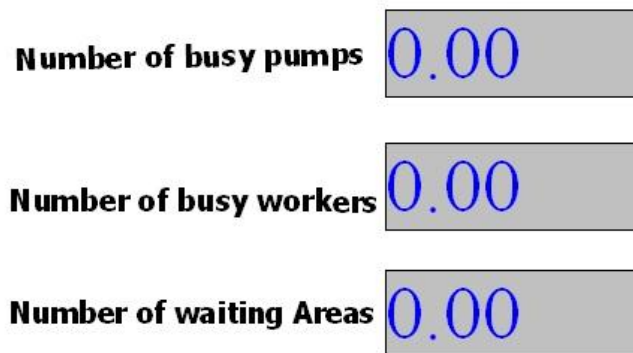 Number of busy pumps 0.00
Number of busy workers 0.00
Number of waiting Areas 0.00